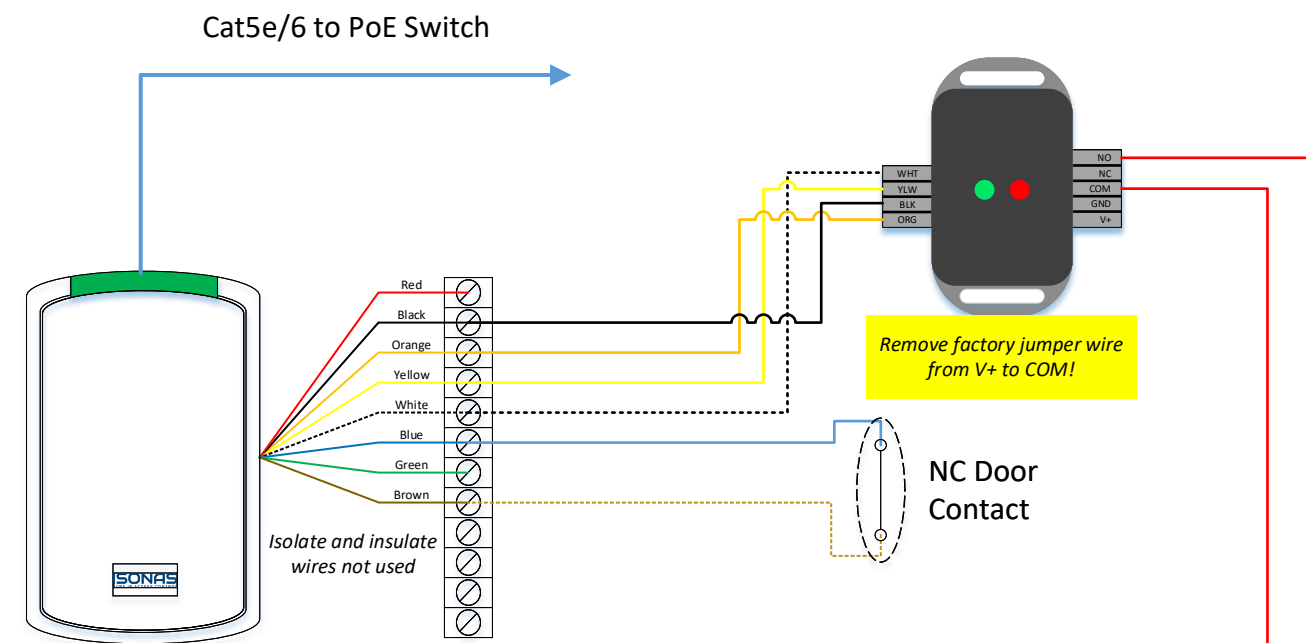 Cat5e/6 to PoE Switch
WHT
YLW
BLK
ORG
NO
NC
COM
GND
V+
Remove factory jumper wire
from V+ to COM!
Red
Black
Orange
Yellow
White
Blue
Green
Brown
Isolate and insulate
wires not used
NC Door
Contact
ISONAS